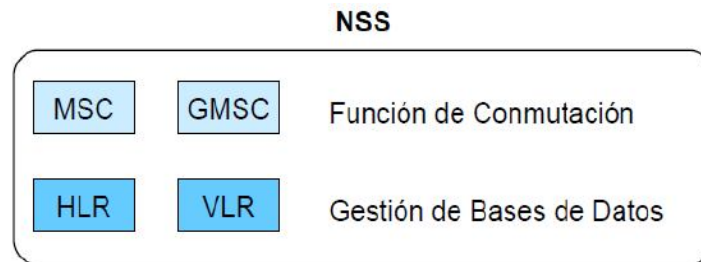 NSS
MSC GMSC Función de Conmutación
HLR VLR Gestión de Bases de Datos